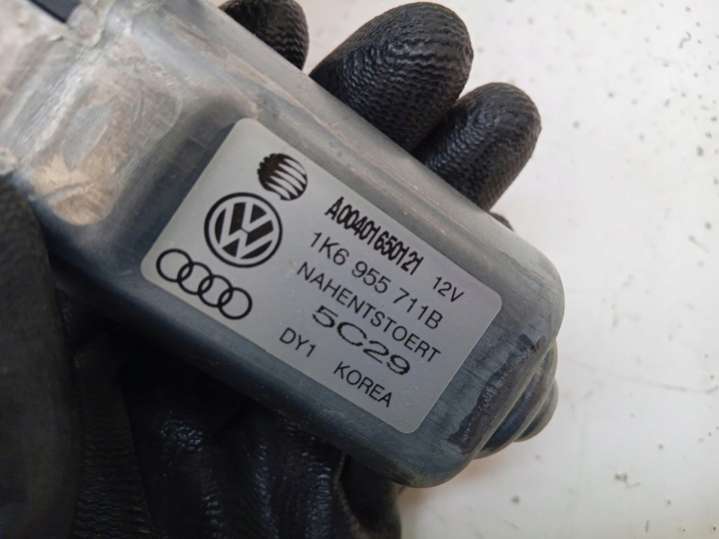 A00401650121
1K6 955 711B 12V
NAHENTSTOERT
5C29
DY1 KOREA